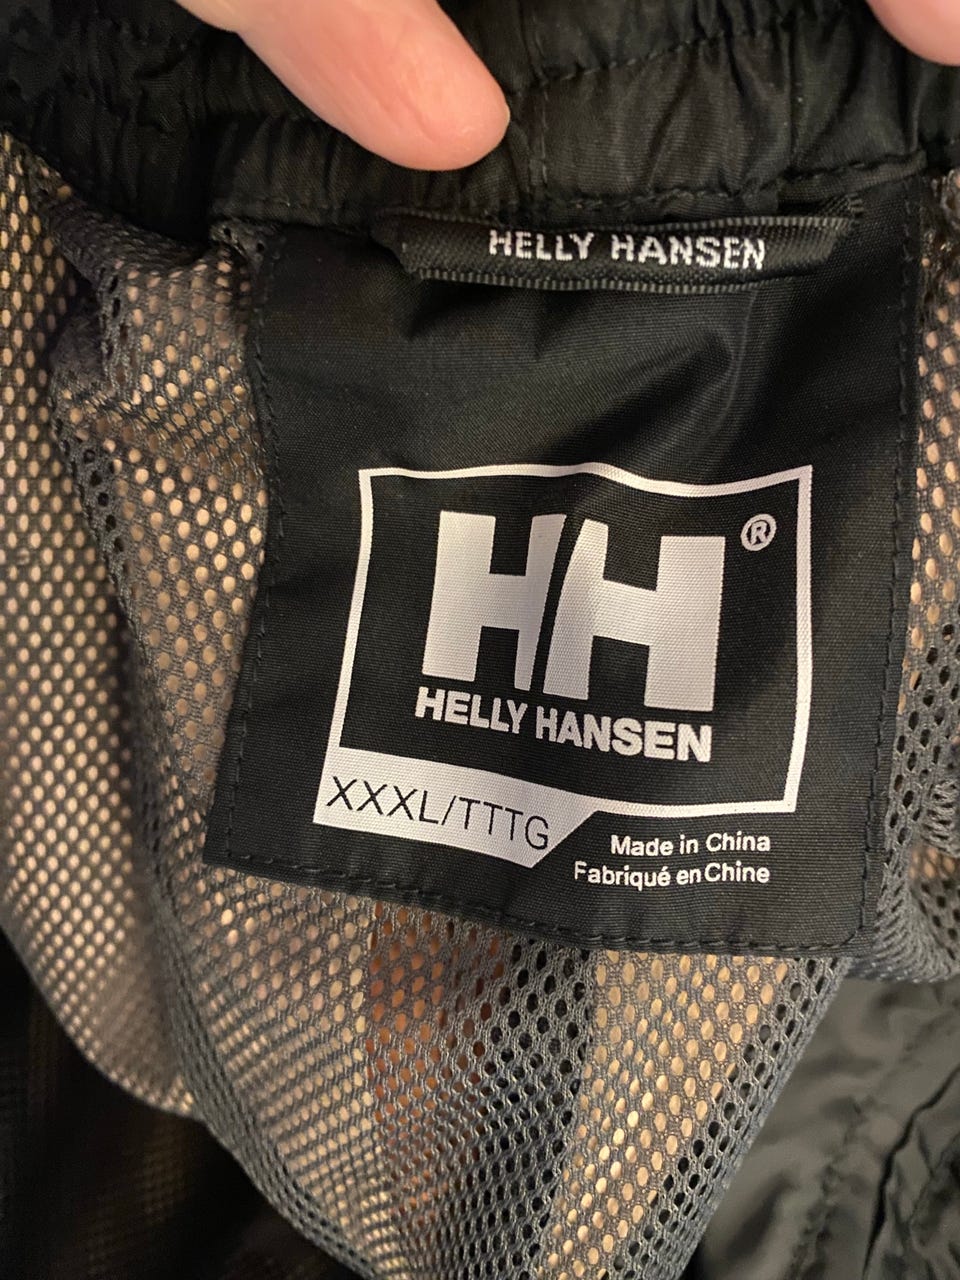 HELLY HANSEN
HH ®
HELLY HANSEN
XXXL/TTTG
Made in China
Fabriqué en Chine